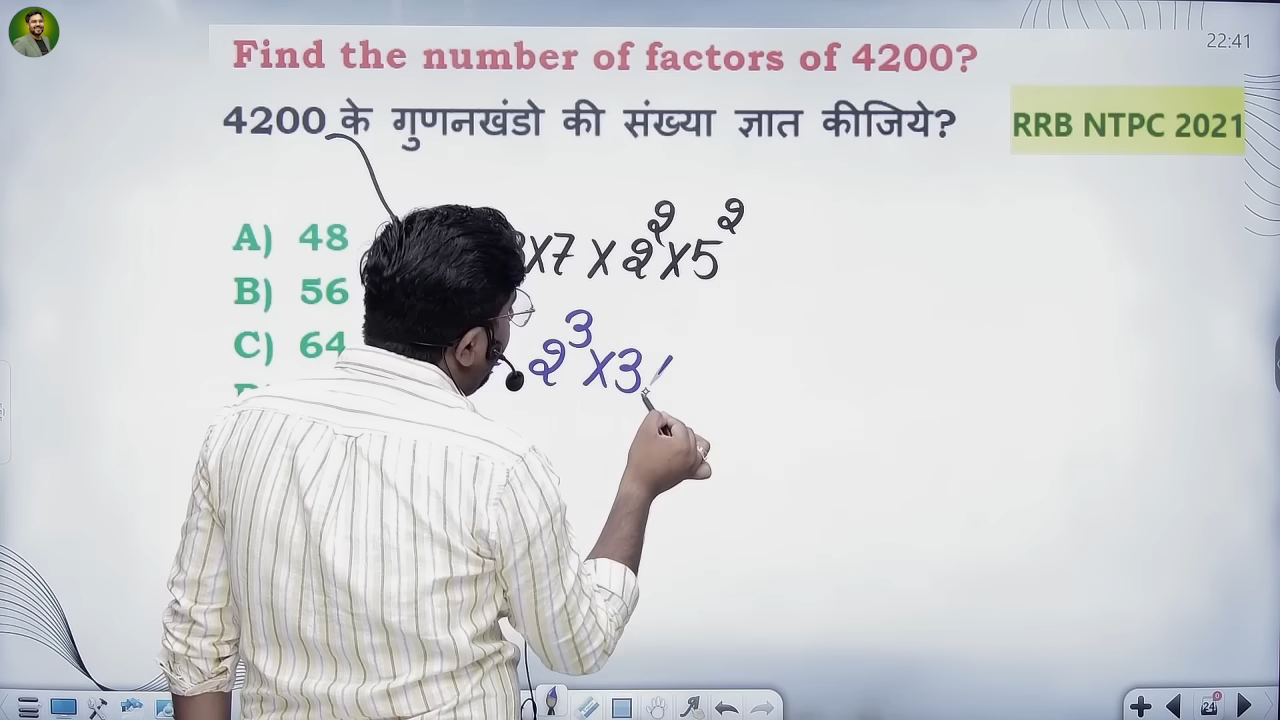 22:41
Find the number of factors of 4200?
4200 के गुणनखंडो की संख्या ज्ञात कीजिये?
RRB NTPC 2021
A) 48
B) 56
C) 64
X7 X 2² X 5²
2³ X 3
24